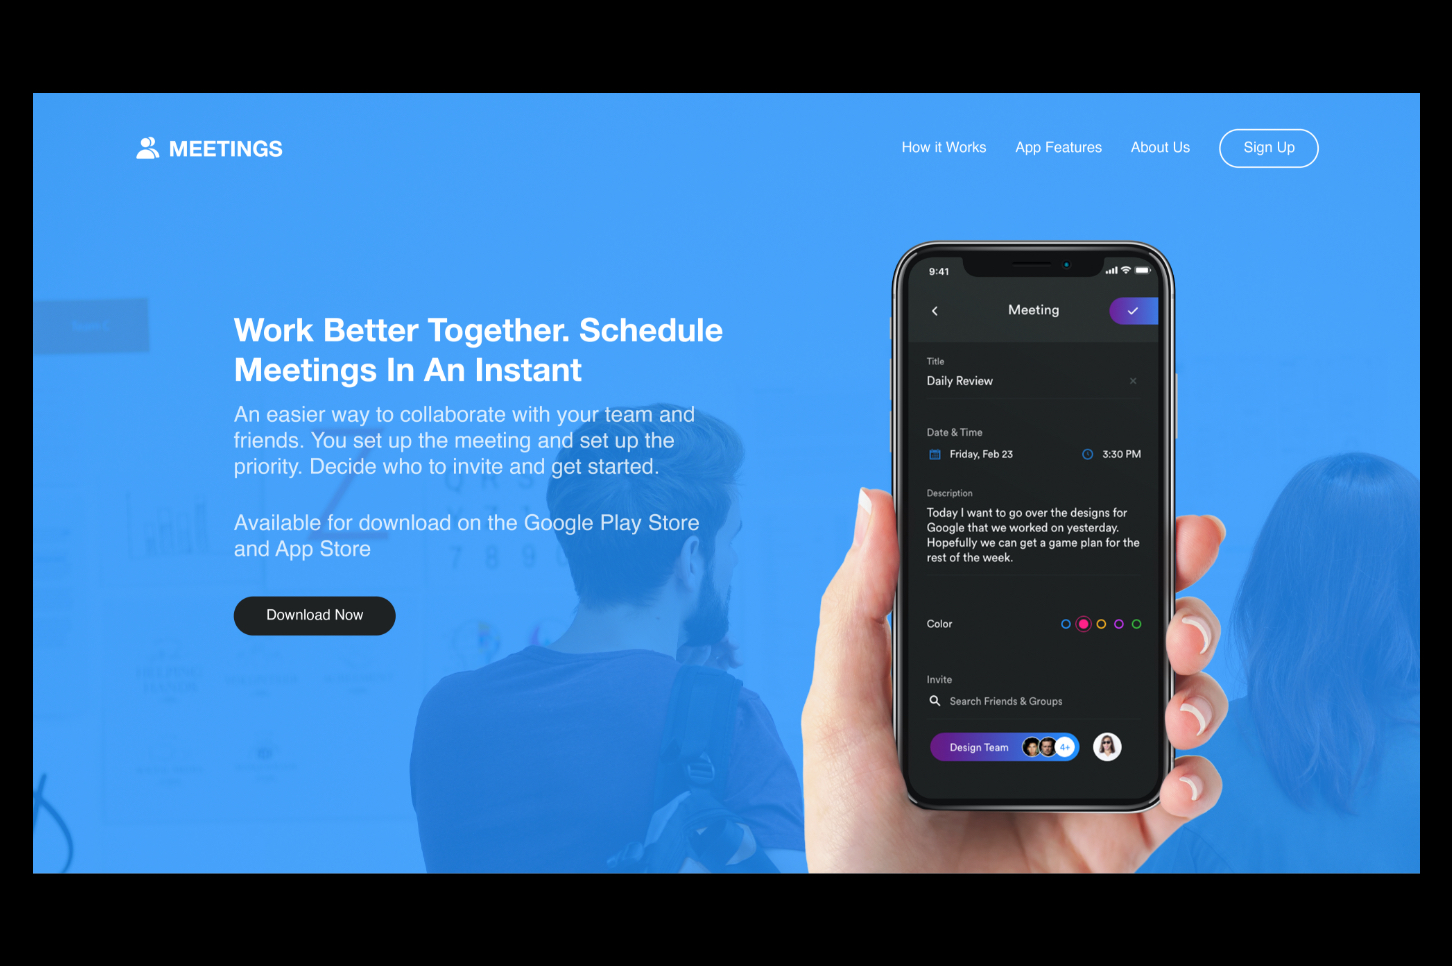 MEETINGS
How it Works
App Features
About Us
Sign Up
Work Better Together. Schedule
Meetings In An Instant
An easier way to collaborate with your team and
friends. You set up the meeting and set up the
priority. Decide who to invite and get started.
Available for download on the Google Play Store
and App Store
Download Now
9:41
Meeting
Title
Daily Review
Date & Time
Friday, Feb 23
3:30 PM
Description
Today I want to go over the designs for
Google that we worked on yesterday.
Hopefully we can get a game plan for the
rest of the week.
Color
Invite
Search Friends & Groups
Design Team
4+